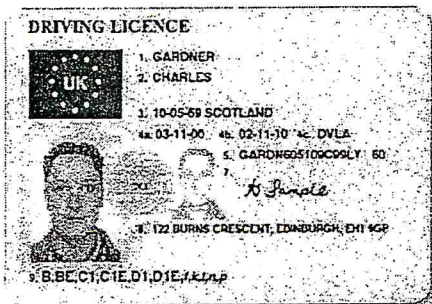 DRIVING LICENCE
UK
1. GARDNER
2. CHARLES
3. 10-05-69 SCOTLAND
4a. 03-11-00 4b. 02-11-10 4c. DVLA
5. GARDN605109C99LY 60
7.
Sample
8. 122 BURNS CRESCENT, EDINBURGH, EH1 9GP
9. B,BE,C1,C1E,D1,D1E,f,k,l,n,p